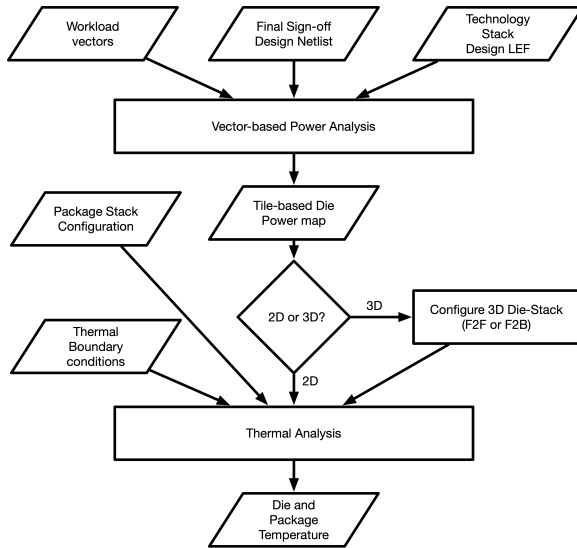 Workload
vectors
Final Sign-off
Design Netlist
Technology
Stack
Design LEF
Vector-based Power Analysis
Package Stack
Configuration
Tile-based Die
Power map
2D or 3D?
3D
Configure 3D Die-Stack
(F2F or F2B)
Thermal
Boundary
conditions
2D
Thermal Analysis
Die and
Package
Temperature